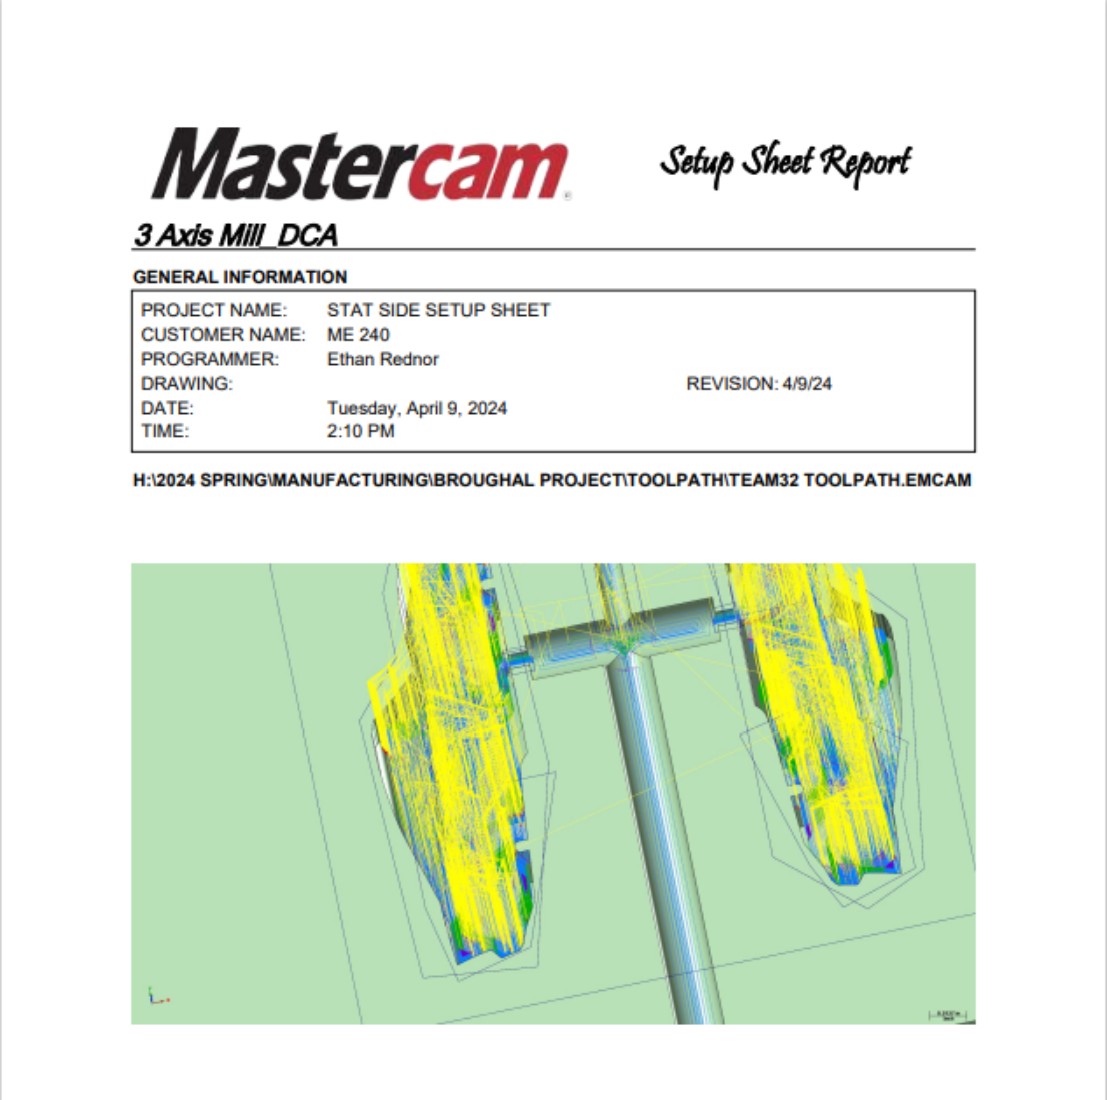 Mastercam
Setup Sheet Report
3 Axis Mill_DCA
GENERAL INFORMATION
PROJECT NAME: STAT SIDE SETUP SHEET
CUSTOMER NAME: ME 240
PROGRAMMER: Ethan Rednor
DRAWING: REVISION: 4/9/24
DATE: Tuesday, April 9, 2024
TIME: 2:10 PM
H:\2024 SPRING\MANUFACTURING\BROUGHAL PROJECT\TOOLPATH\TEAM32 TOOLPATH.EMCAM